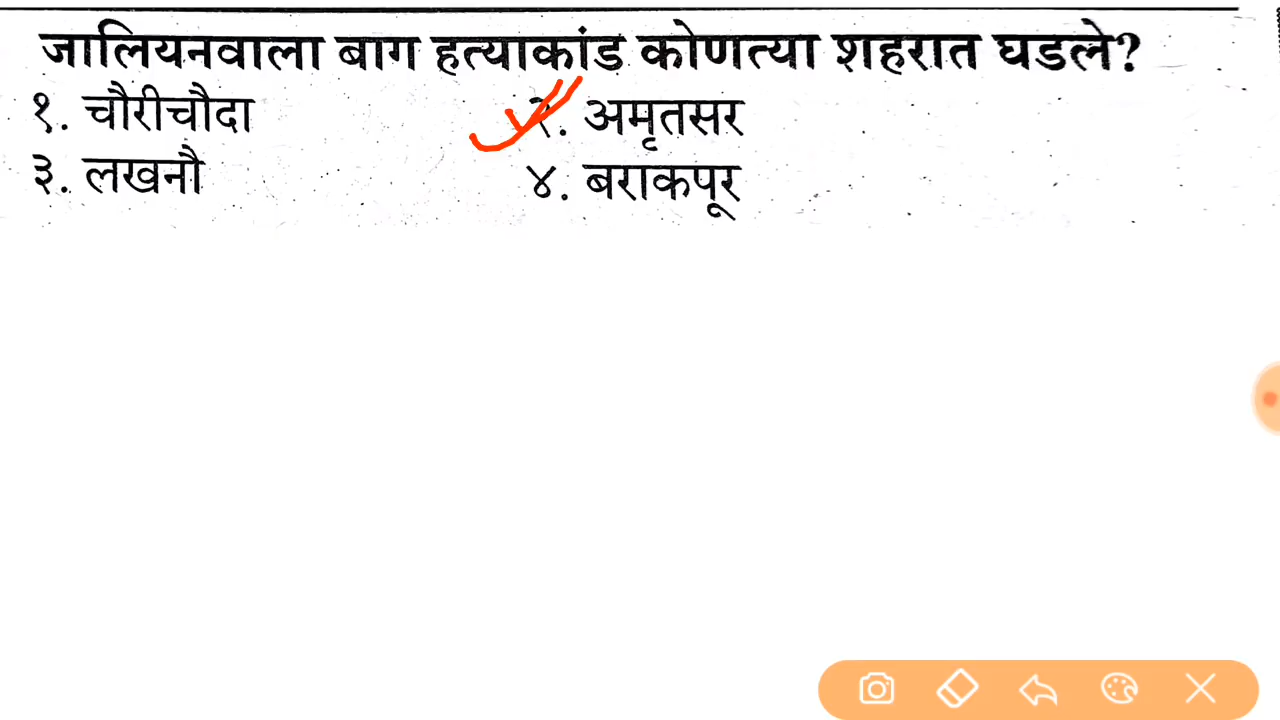 जालियनवाला बाग हत्याकांड कोणत्या शहरात घडले?
१. चौरीचौदा २. अमृतसर
३. लखनौ ४. बराकपूर